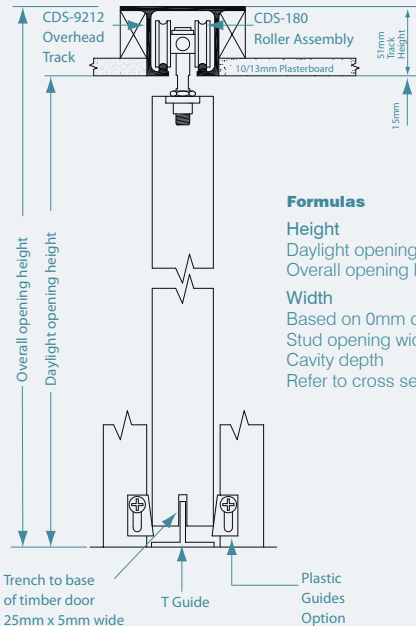 CDS-9212
Overhead
Track
CDS-180
Roller Assembly
51mm
Track
Height
10/13mm Plasterboard
15mm
Overall opening height
Daylight opening height
Formulas
Height
Daylight opening
Overall opening
Width
Based on 0mm
Stud opening
Cavity depth
Refer to cross
Trench to base
of timber door
25mm x 5mm wide
T Guide
Plastic
Guides
Option